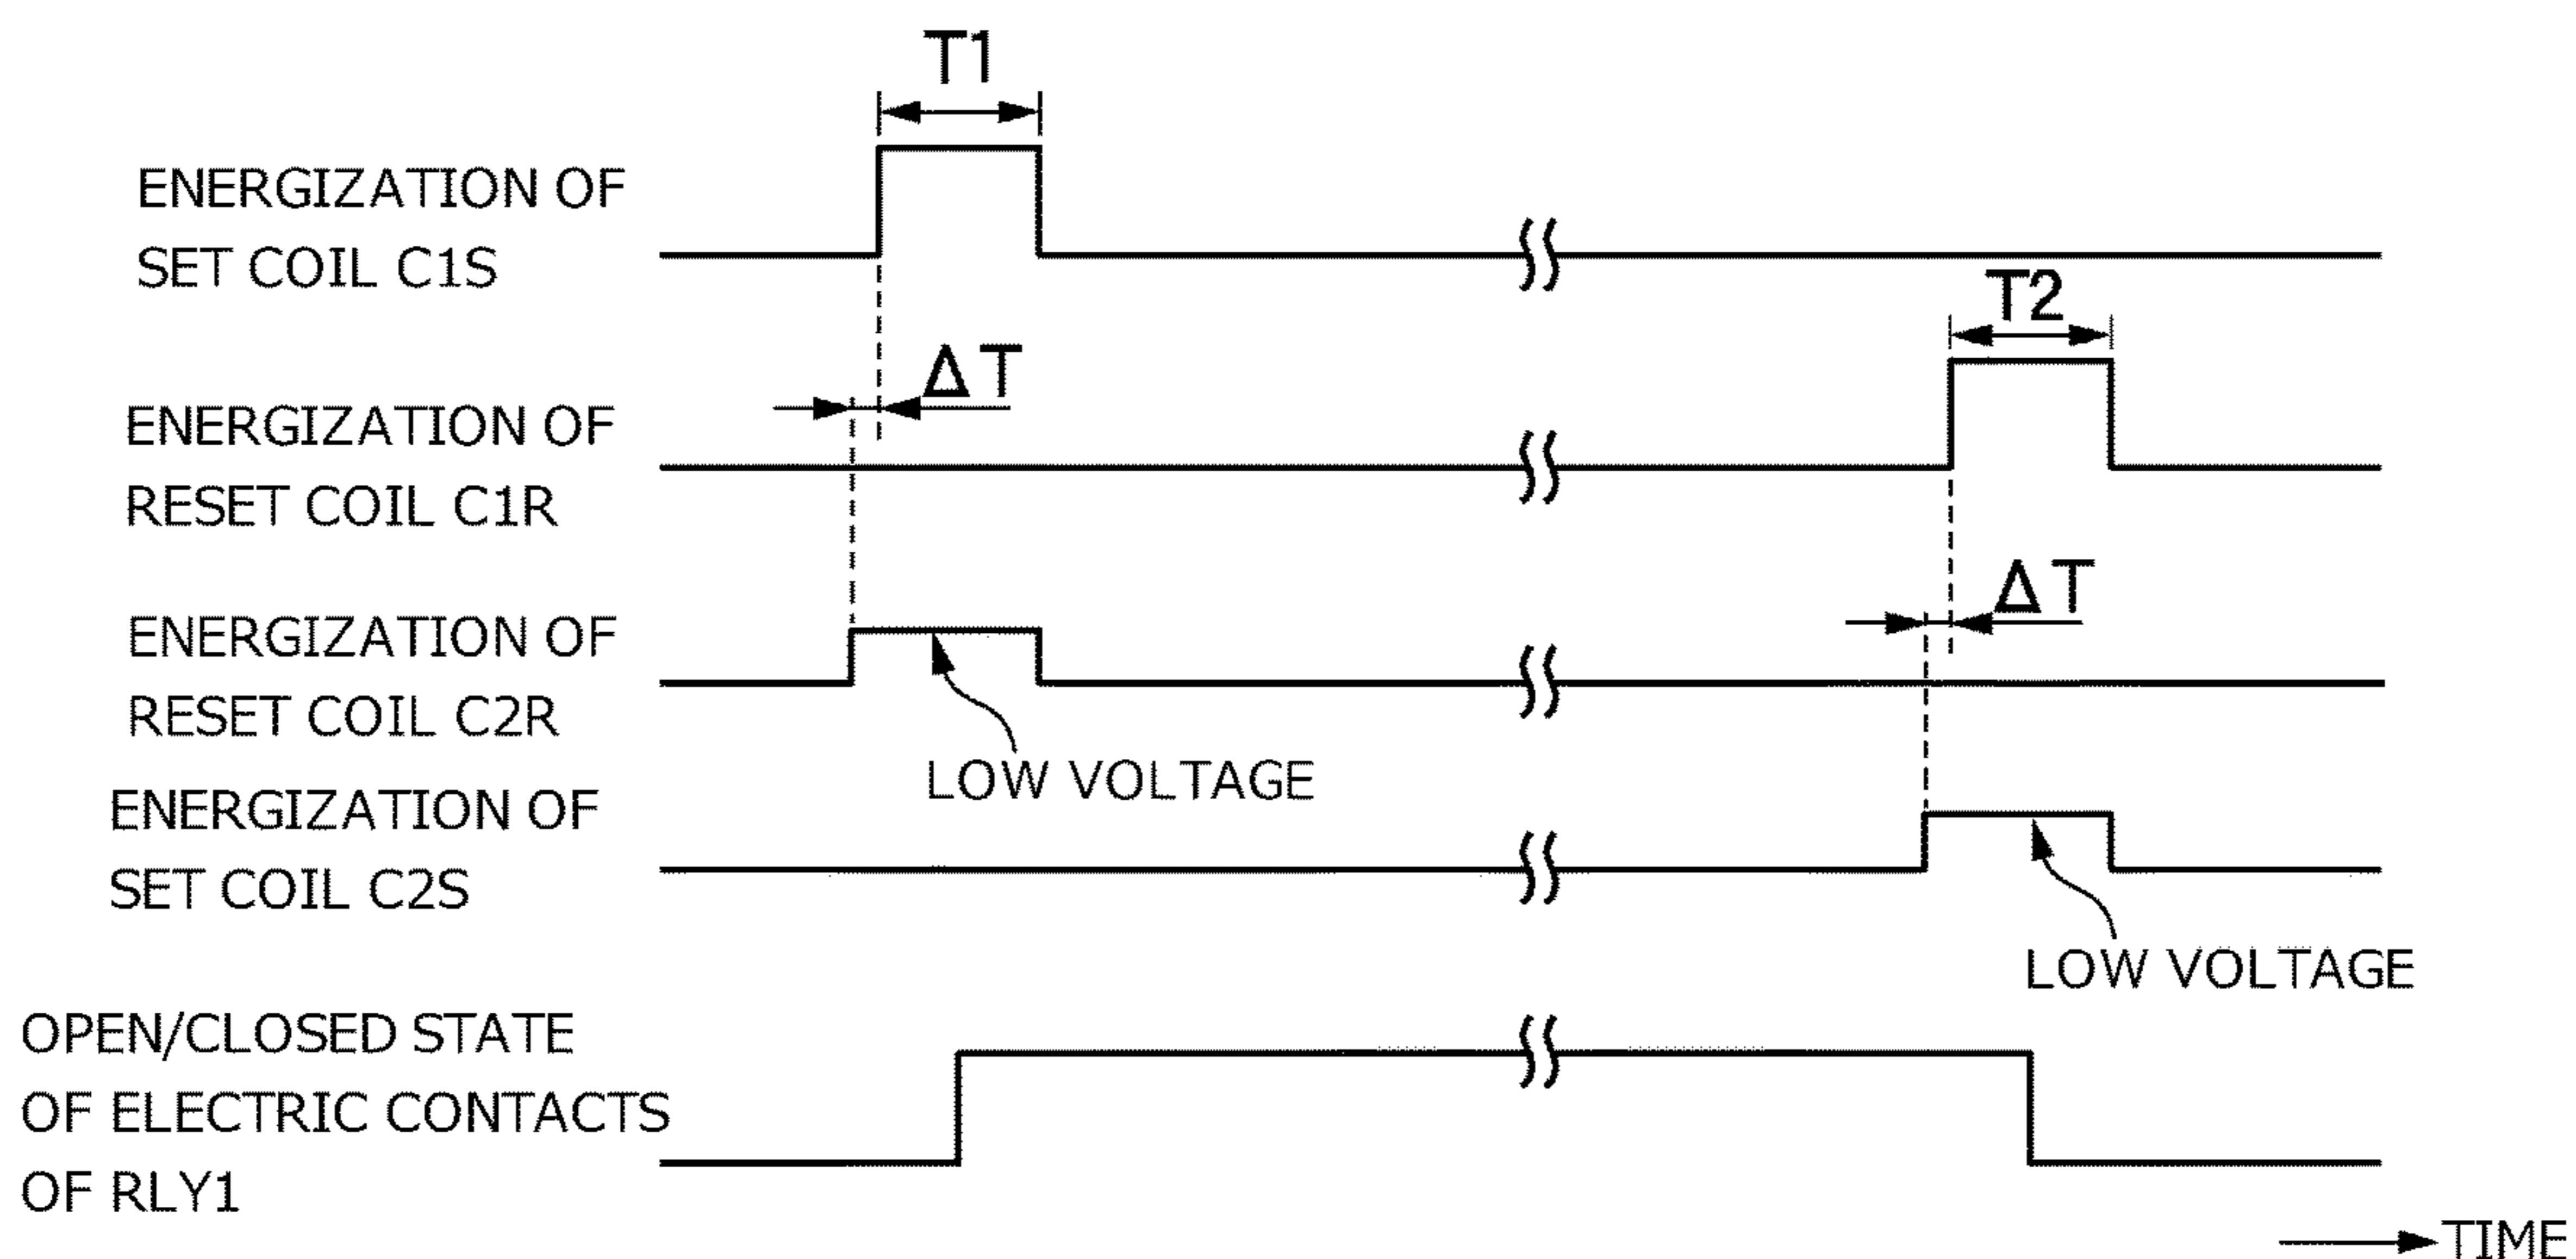 T1
ENERGIZATION OF
SET COIL C1S
T2
ΔT
ENERGIZATION OF
RESET COIL C1R
ΔT
ENERGIZATION OF
RESET COIL C2R
LOW VOLTAGE
ENERGIZATION OF
SET COIL C2S
LOW VOLTAGE
OPEN/CLOSED STATE
OF ELECTRIC CONTACTS
OF RLY1
TIME